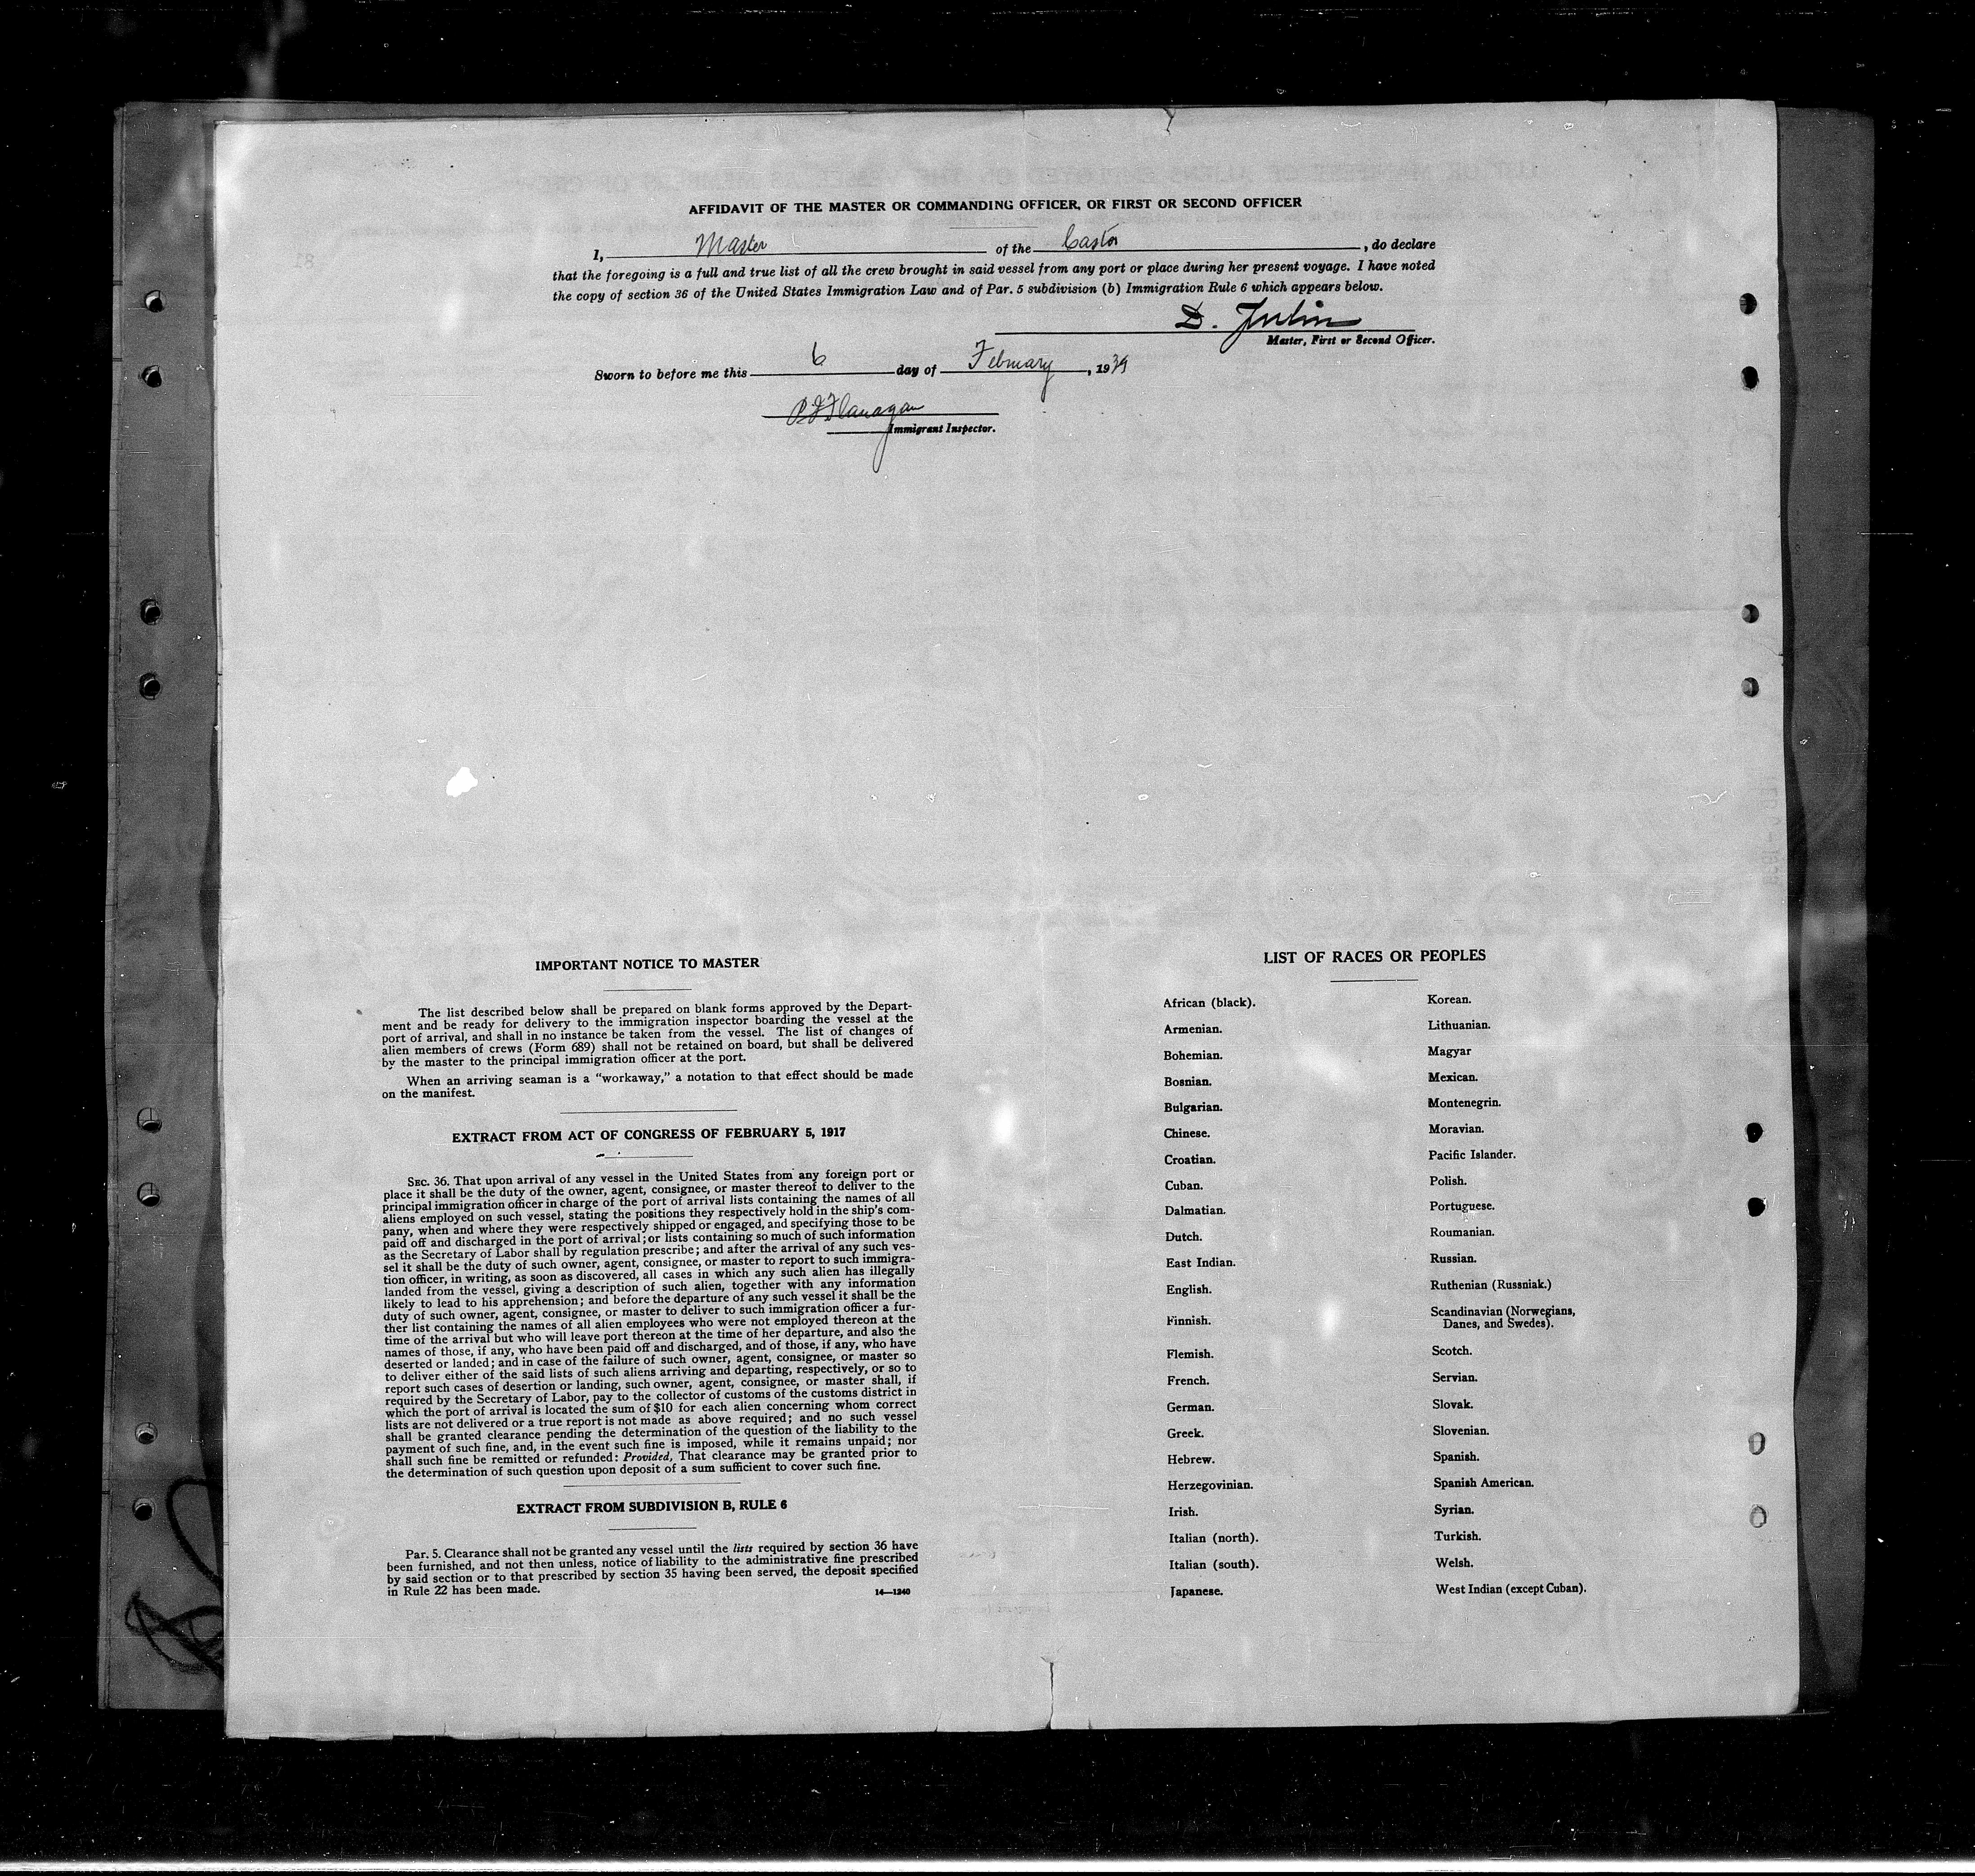 AFFIDAVIT OF THE MASTER OR COMMANDING OFFICER, OR FIRST OR SECOND OFFICER
I, Master of the Castor, do declare
that the foregoing is a full and true list of all the crew brought in said vessel from any port or place during her present voyage. I have noted
the copy of section 36 of the United States Immigration Law and of Par. 5 subdivision (b) Immigration Rule 6 which appears below.
D. Julin
Master, First or Second Officer.
Sworn to before me this 6 day of February, 1939
P J Flanagan
Immigrant Inspector.
IMPORTANT NOTICE TO MASTER
The list described below shall be prepared on blank forms approved by the Depart-
ment and be ready for delivery to the immigration inspector boarding the vessel at the
port of arrival, and shall in no instance be taken from the vessel. The list of changes of
alien members of crews (Form 689) shall not be retained on board, but shall be delivered
by the master to the principal immigration officer at the port.
When an arriving seaman is a “workaway,” a notation to that effect should be made
on the manifest.
EXTRACT FROM ACT OF CONGRESS OF FEBRUARY 5, 1917
SEC. 36. That upon arrival of any vessel in the United States from any foreign port or
place it shall be the duty of the owner, agent, consignee, or master thereof to deliver to the
principal immigration officer in charge of the port of arrival lists containing the names of all
aliens employed on such vessel, stating the positions they respectively hold in the ship's com-
pany, when and where they were respectively shipped or engaged, and specifying those to be
paid off and discharged in the port of arrival; or lists containing so much of such information
as the Secretary of Labor shall by regulation prescribe; and after the arrival of any such ves-
sel it shall be the duty of such owner, agent, consignee, or master to report to such immigra-
tion officer, in writing, as soon as discovered, all cases in which any such alien has illegally
landed from the vessel, giving a description of such alien, together with any information
likely to lead to his apprehension; and before the departure of any such vessel it shall be the
duty of such owner, agent, consignee, or master to deliver to such immigration officer a fur-
ther list containing the names of all alien employees who were not employed thereon at the
time of the arrival but who will leave port thereon at the time of her departure, and also the
names of those, if any, who have been paid off and discharged, and of those, if any, who have
deserted or landed; and in case of the failure of such owner, agent, consignee, or master so
to deliver either of the said lists of such aliens arriving and departing, respectively, or so to
report such cases of desertion or landing, such owner, agent, consignee, or master shall, if
required by the Secretary of Labor, pay to the collector of customs of the customs district in
which the port of arrival is located the sum of $10 for each alien concerning whom correct
lists are not delivered or a true report is not made as above required; and no such vessel
shall be granted clearance pending the determination of the question of the liability to the
payment of such fine, and, in the event such fine is imposed, while it remains unpaid; nor
shall such fine be remitted or refunded: Provided, That clearance may be granted prior to
the determination of such question upon deposit of a sum sufficient to cover such fine.
EXTRACT FROM SUBDIVISION B, RULE 6
Par. 5. Clearance shall not be granted any vessel until the lists required by section 36 have
been furnished, and not then unless, notice of liability to the administrative fine prescribed
by said section or to that prescribed by section 35 having been served, the deposit specified
in Rule 22 has been made.
14—1240
LIST OF RACES OR PEOPLES
African (black).
Armenian.
Bohemian.
Bosnian.
Bulgarian.
Chinese.
Croatian.
Cuban.
Dalmatian.
Dutch.
East Indian.
English.
Finnish.
Flemish.
French.
German.
Greek.
Hebrew.
Herzegovinian.
Irish.
Italian (north).
Italian (south).
Japanese.
Korean.
Lithuanian.
Magyar
Mexican.
Montenegrin.
Moravian.
Pacific Islander.
Polish.
Portuguese.
Roumanian.
Russian.
Ruthenian (Russniak.)
Scandinavian (Norwegians,
Danes, and Swedes).
Scotch.
Servian.
Slovak.
Slovenian.
Spanish.
Spanish American.
Syrian.
Turkish.
Welsh.
West Indian (except Cuban).